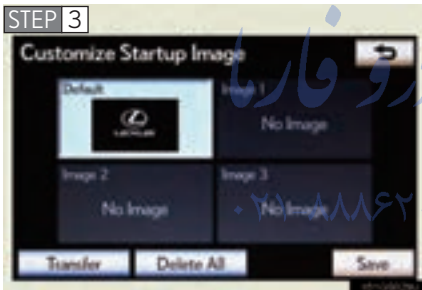 STEP 3
Customize Startup Image
Default
Image 1
LEXUS
No Image
Image 2
Image 3
No Image
No Image
Transfer
Delete All
Save